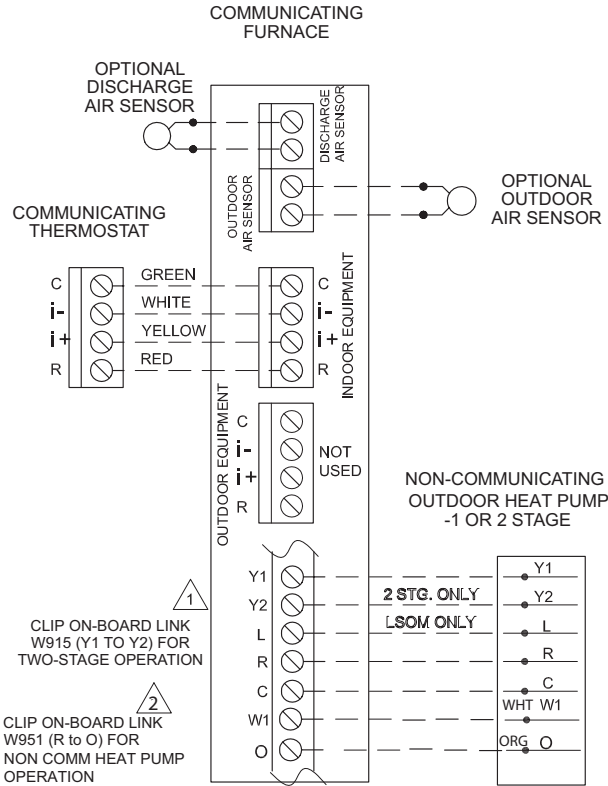 COMMUNICATING
FURNACE
OPTIONAL
DISCHARGE
AIR SENSOR
DISCHARGE
AIR SENSOR
OUTDOOR
AIR SENSOR
OPTIONAL
OUTDOOR
AIR SENSOR
COMMUNICATING
THERMOSTAT
C GREEN C
i- WHITE i-
i+ YELLOW i+
R RED R
INDOOR EQUIPMENT
OUTDOOR EQUIPMENT
C
i-
i+
R
NOT
USED
NON-COMMUNICATING
OUTDOOR HEAT PUMP
-1 OR 2 STAGE
Y1 Y1
Y2 2 STG. ONLY Y2
L LSOM ONLY L
R R
C C
W1 WHT W1
O ORG O
1
CLIP ON-BOARD LINK
W915 (Y1 TO Y2) FOR
TWO-STAGE OPERATION
2
CLIP ON-BOARD LINK
W951 (R to O) FOR
NON COMM HEAT PUMP
OPERATION